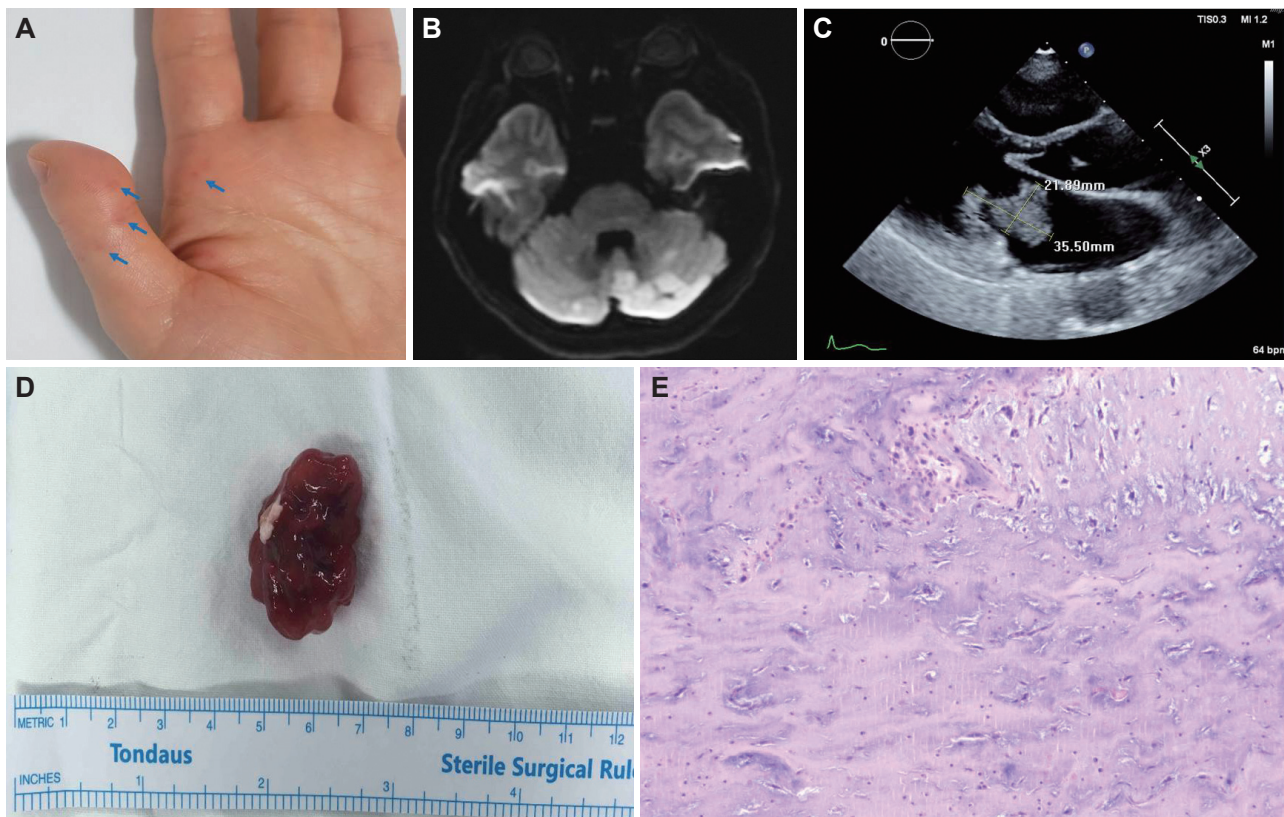 A
B
C
TIS0.3 MI 1.2
0
P
M1
X3
21.89mm
35.50mm
64 bpm
D
METRIC 1 2 3 4 5 6 7 8 9 10 11 12
Tondaus
Sterile Surgical Rul
INCHES 1 2 3 4
E